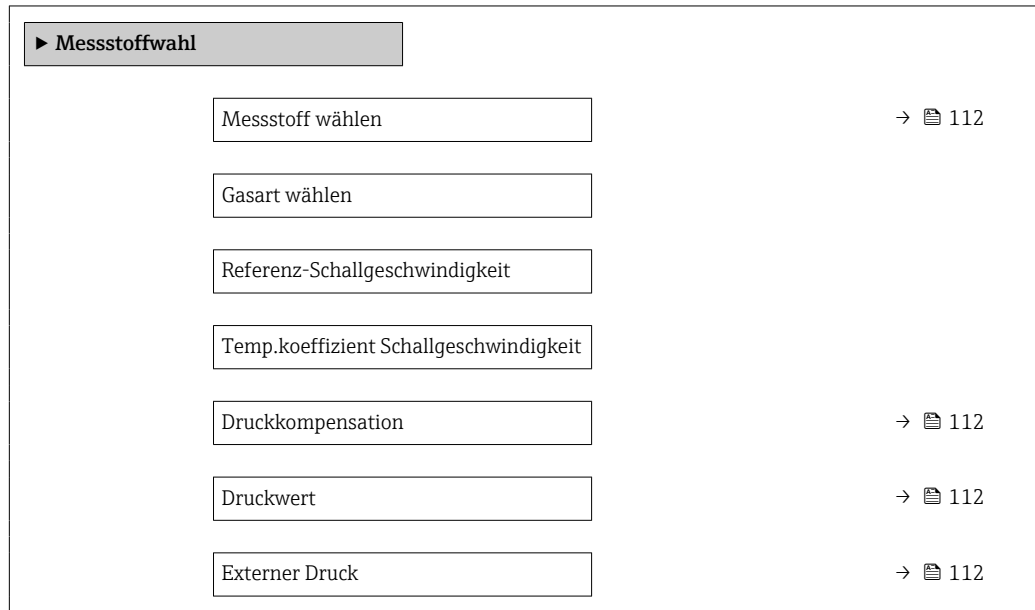 ▶ Messstoffwahl
Messstoff wählen → 112
Gasart wählen
Referenz-Schallgeschwindigkeit
Temp.koeffizient Schallgeschwindigkeit
Druckkompensation → 112
Druckwert → 112
Externer Druck → 112